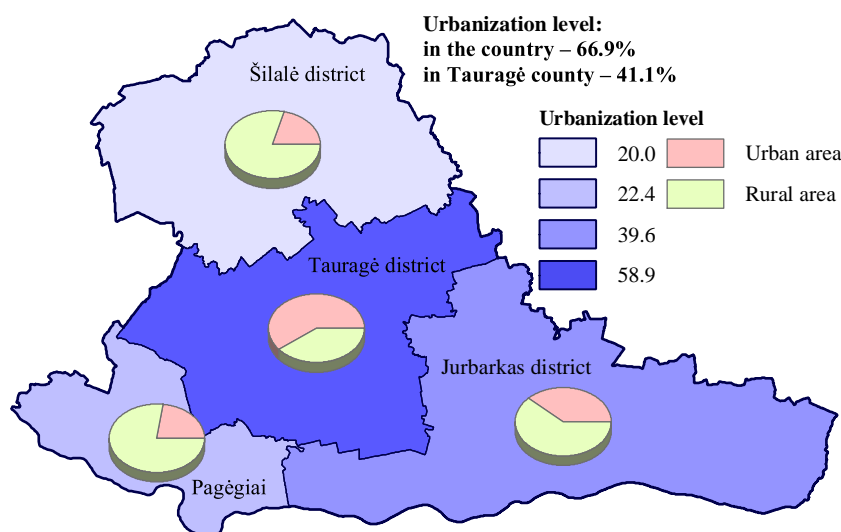 Urbanization level:
in the country – 66.9%
in Tauragė county – 41.1%
Šilalė district
Urbanization level
20.0
Urban area
22.4
Rural area
39.6
58.9
Tauragė district
Jurbarkas district
Pagėgiai